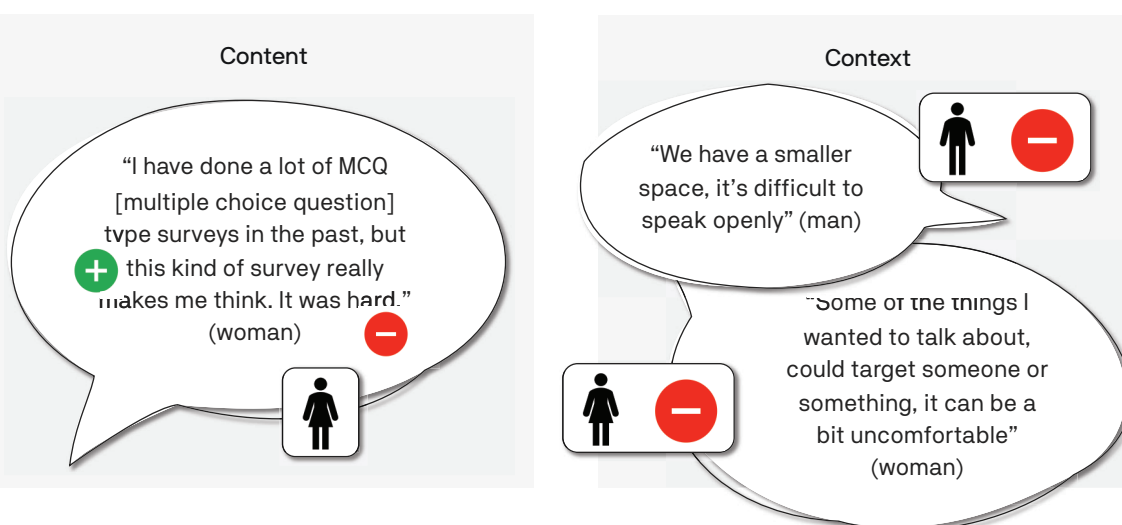 Content
“I have done a lot of MCQ
[multiple choice question]
type surveys in the past, but
this kind of survey really
makes me think. It was hard.”
(woman)
Context
“We have a smaller
space, it’s difficult to
speak openly” (man)
“Some of the things I
wanted to talk about,
could target someone or
something, it can be a
bit uncomfortable”
(woman)